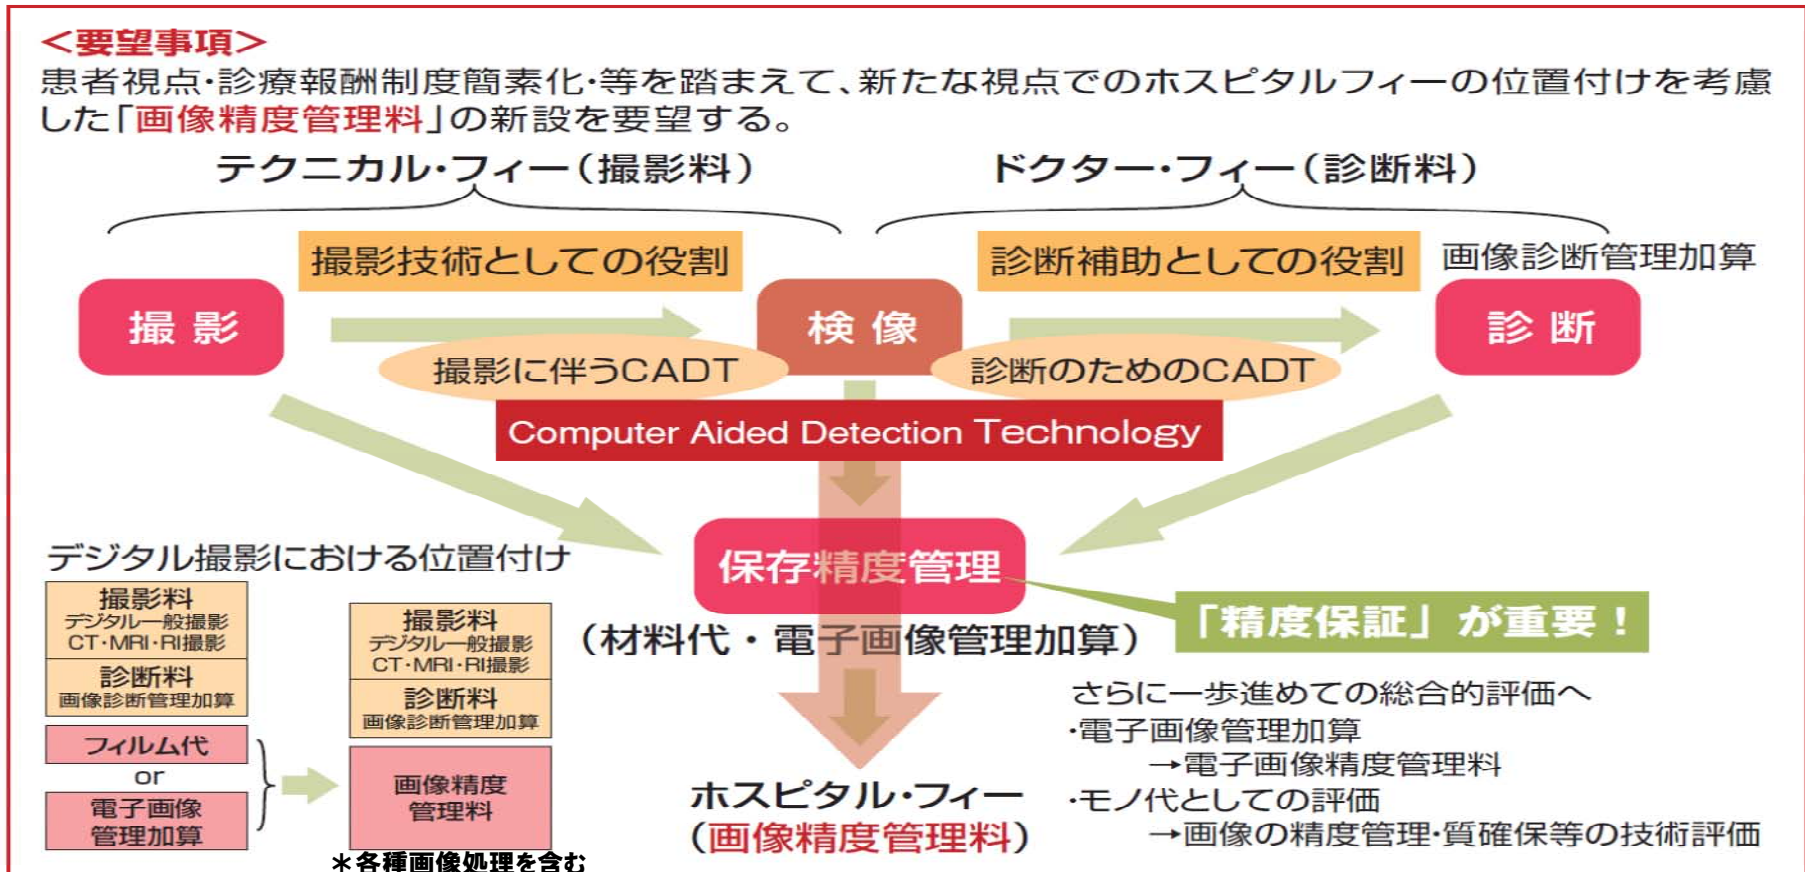 ＜要望事項＞
患者視点･診療報酬制度簡素化･等を踏まえて、新たな視点でのホスピタルフィーの位置付けを考慮
した「画像精度管理料」の新設を要望する。
テクニカル･フィー（撮影料）
ドクター･フィー（診断料）
撮影技術としての役割
診断補助としての役割
画像診断管理加算
撮 影
検 像
診 断
撮影に伴うCADT
診断のためのCADT
Computer Aided Detection Technology
保存精度管理
（材料代・電子画像管理加算）
「精度保証」が重要！
デジタル撮影における位置付け
撮影料
デジタル一般撮影
CT･MRI･RI撮影
診断料
画像診断管理加算
フィルム代
or
電子画像
管理加算
撮影料
デジタル一般撮影
CT･MRI･RI撮影
診断料
画像診断管理加算
画像精度
管理料
＊各種画像処理を含む
ホスピタル･フィー
（画像精度管理料）
さらに一歩進めての総合的評価へ
･電子画像管理加算
→電子画像精度管理料
･モノ代としての評価
→画像の精度管理･質確保等の技術評価